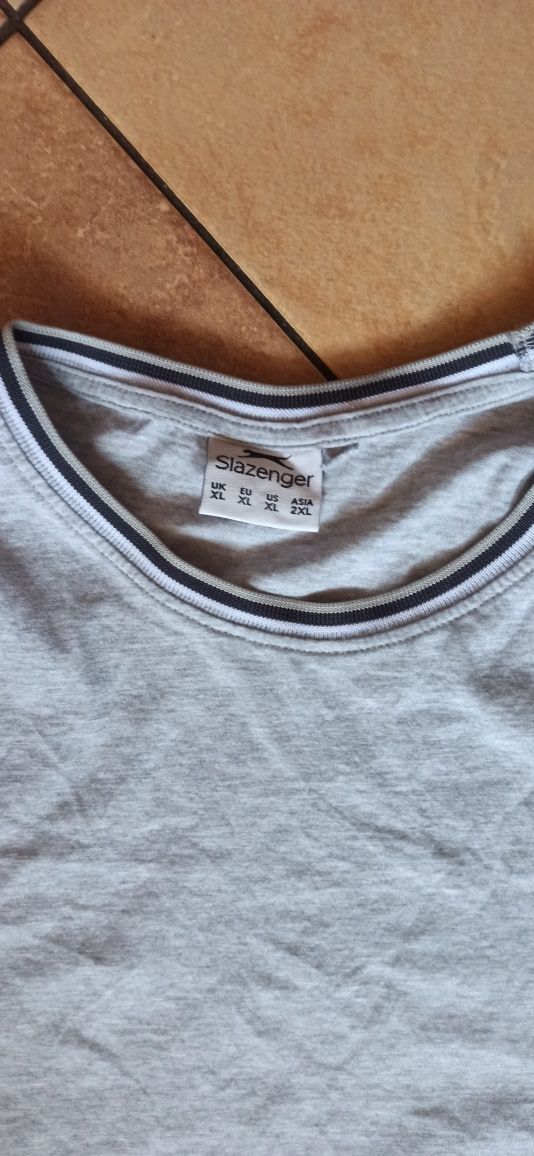 Slazenger
UK EU US ASIA
XL XL XL 2XL